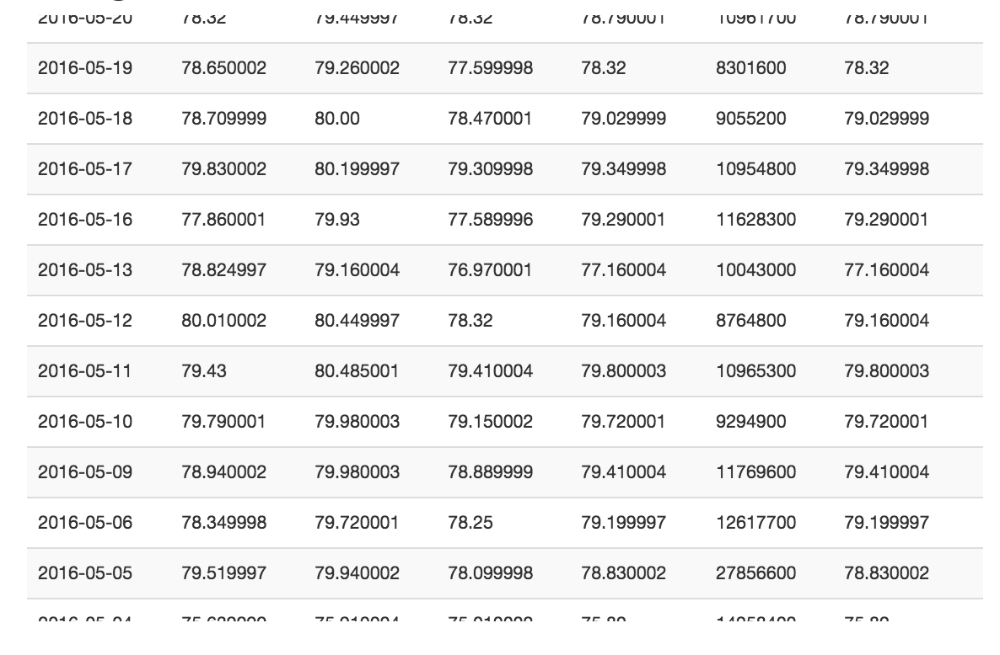 2016-05-20 78.32 79.449997 78.32 78.790001 10961700 78.790001
2016-05-19 78.650002 79.260002 77.599998 78.32 8301600 78.32
2016-05-18 78.709999 80.00 78.470001 79.029999 9055200 79.029999
2016-05-17 79.830002 80.199997 79.309998 79.349998 10954800 79.349998
2016-05-16 77.860001 79.93 77.589996 79.290001 11628300 79.290001
2016-05-13 78.824997 79.160004 76.970001 77.160004 10043000 77.160004
2016-05-12 80.010002 80.449997 78.32 79.160004 8764800 79.160004
2016-05-11 79.43 80.485001 79.410004 79.800003 10965300 79.800003
2016-05-10 79.790001 79.980003 79.150002 79.720001 9294900 79.720001
2016-05-09 78.940002 79.980003 78.889999 79.410004 11769600 79.410004
2016-05-06 78.349998 79.720001 78.25 79.199997 12617700 79.199997
2016-05-05 79.519997 79.940002 78.099998 78.830002 27856600 78.830002
2016-05-04